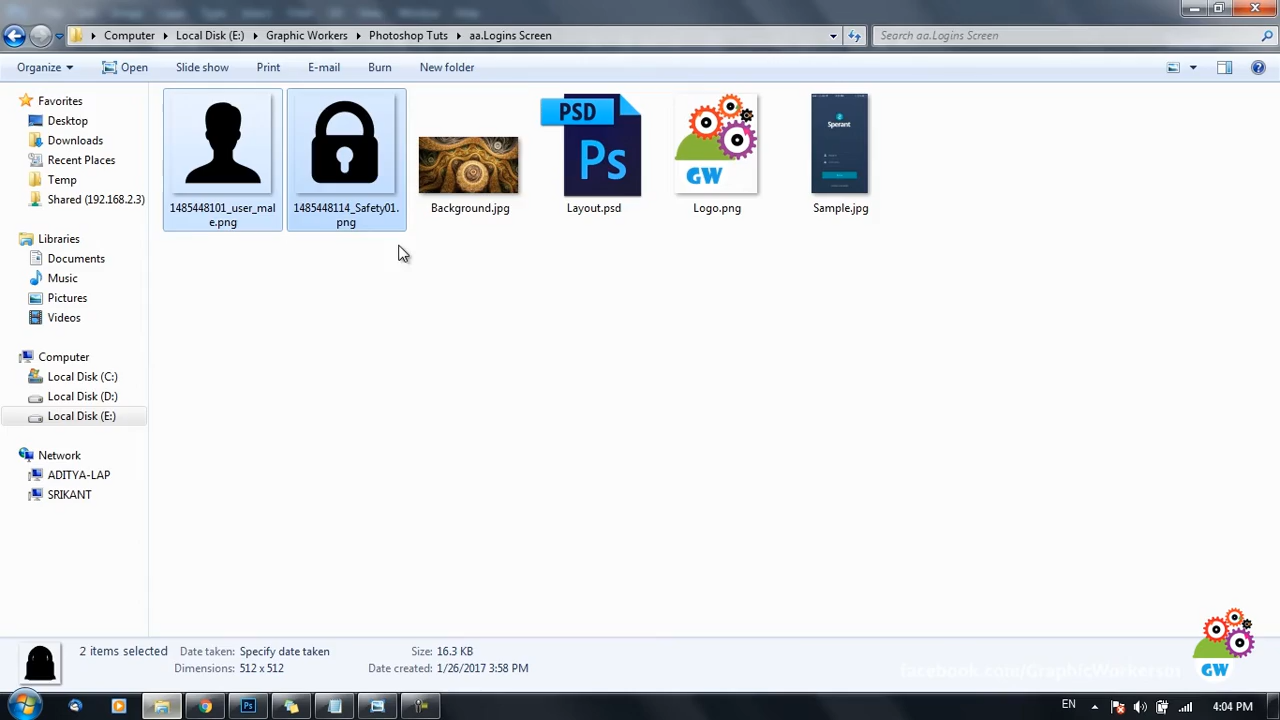 Computer Local Disk (E:) Graphic Workers Photoshop Tuts aa.Logins Screen
Search aa.Logins Screen
Organize Open Slide show Print E-mail Burn New folder
Favorites
Desktop
Downloads
Recent Places
Temp
Shared (192.168.2.3)
Libraries
Documents
Music
Pictures
Videos
Computer
Local Disk (C:)
Local Disk (D:)
Local Disk (E:)
Network
ADITYA-LAP
SRIKANT
1485448101_user_mal
e.png
1485448114_Safety01.
png
Background.jpg
PSD
Ps
Layout.psd
GW
Logo.png
Sperant
Sample.jpg
2 items selected
Date taken: Specify date taken
Dimensions: 512 x 512
Size: 16.3 KB
Date created: 1/26/2017 3:58 PM
GW
Ps
EN
4:04 PM